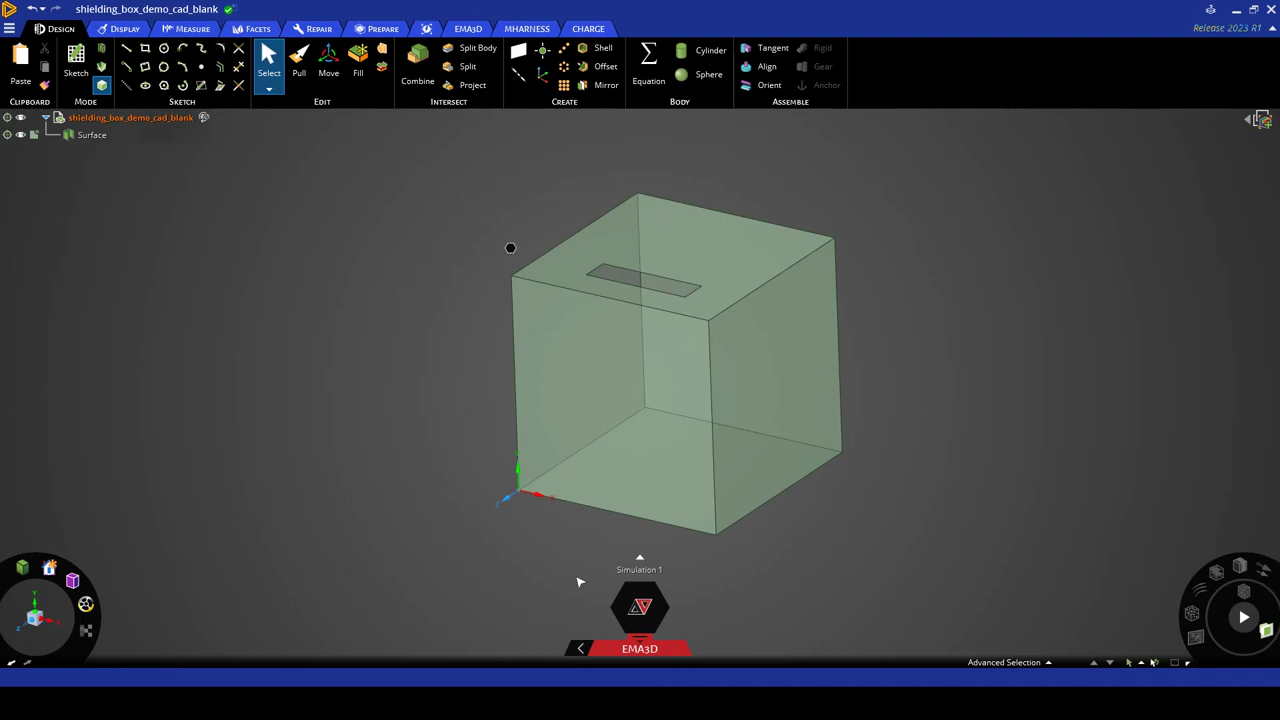 shielding_box_demo_cad_blank
DESIGN DISPLAY MEASURE FACETS REPAIR PREPARE EMA3D MHARNESS CHARGE
Release 2023 R1
Paste Sketch Select Pull Move Fill Combine Split Body Split Project Shell Offset Mirror Equation Cylinder Sphere Tangent Align Orient Rigid Gear Anchor
CLIPBOARD MODE SKETCH EDIT INTERSECT CREATE BODY ASSEMBLE
shielding_box_demo_cad_blank
Surface
Simulation 1
EMA3D
Advanced Selection